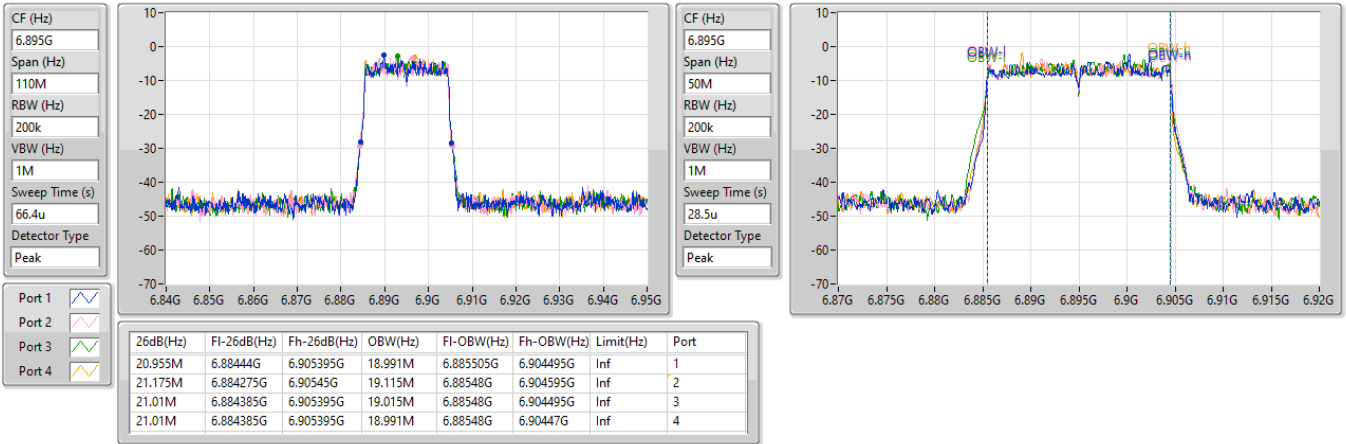 CF (Hz)
6.895G
Span (Hz)
110M
RBW (Hz)
200k
VBW (Hz)
1M
Sweep Time (s)
66.4u
Detector Type
Peak
10-
0-
-10-
-20-
-30-
-40-
-50-
-60-
-70-
6.84G 6.85G 6.86G 6.87G 6.88G 6.89G 6.9G 6.91G 6.92G 6.93G 6.94G 6.95G
CF (Hz)
6.895G
Span (Hz)
50M
RBW (Hz)
200k
VBW (Hz)
1M
Sweep Time (s)
28.5u
Detector Type
Peak
10-
0-
-10-
-20-
-30-
-40-
-50-
-60-
-70-
OBW-l OBW-h
6.87G 6.875G 6.88G 6.885G 6.89G 6.895G 6.9G 6.905G 6.91G 6.915G 6.92G
Port 1
Port 2
Port 3
Port 4
26dB(Hz) Fl-26dB(Hz) Fh-26dB(Hz) OBW(Hz) Fl-OBW(Hz) Fh-OBW(Hz) Limit(Hz) Port
20.955M 6.88444G 6.905395G 18.991M 6.885505G 6.904495G Inf 1
21.175M 6.884275G 6.90545G 19.115M 6.88548G 6.904595G Inf 2
21.01M 6.884385G 6.905395G 19.015M 6.88548G 6.904495G Inf 3
21.01M 6.884385G 6.905395G 18.991M 6.88548G 6.90447G Inf 4